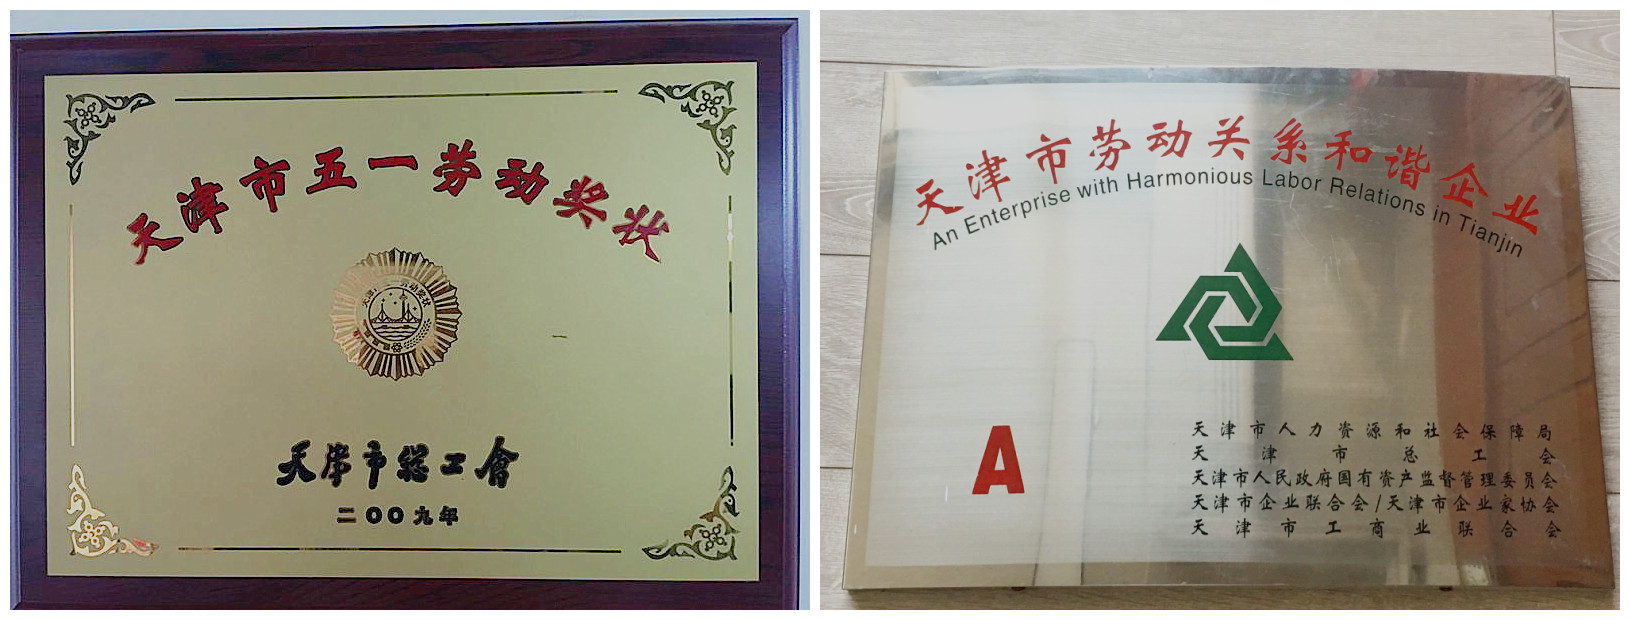 天津市五一劳动奖状
天津市总工會
二00九年
天津市劳动关系和谐企业
An Enterprise with Harmonious Labor Relations in Tianjin
A
天津市人力资源和社会保障局
天津市总工会
天津市人民政府国有资产监督管理委员会
天津市企业联合会/天津市企业家协会
天津市工商业联合会